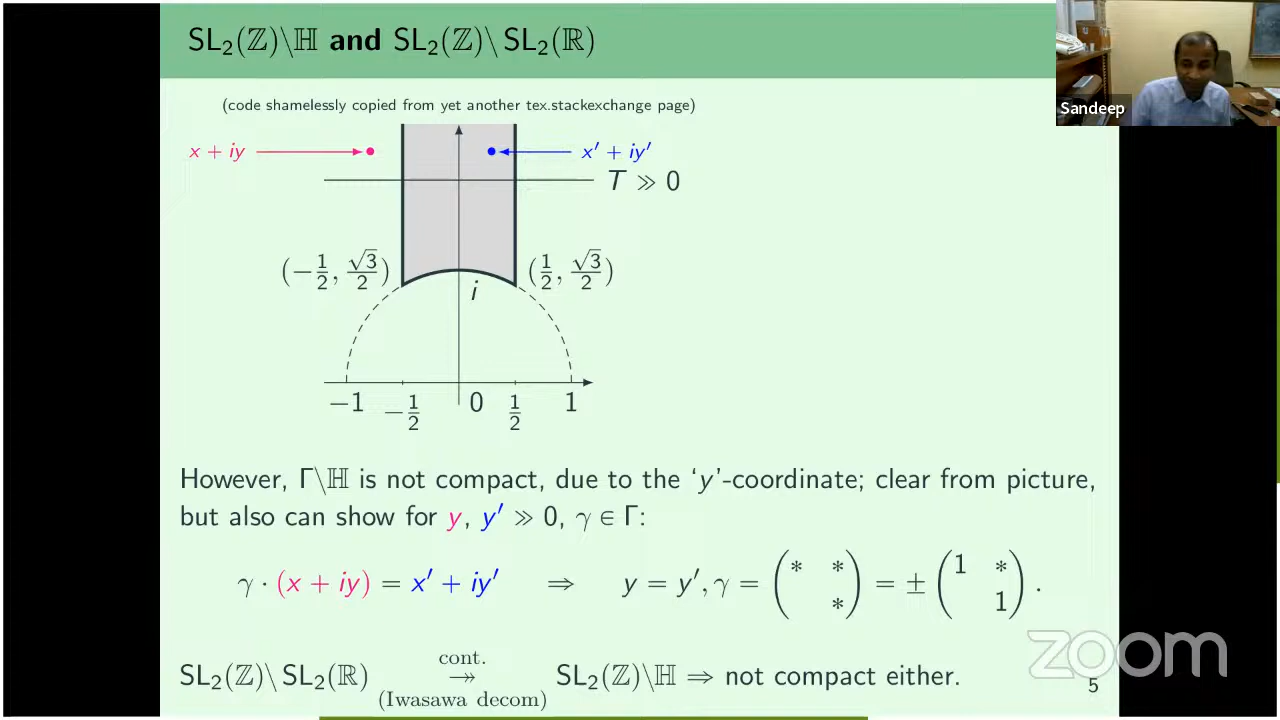 SL₂(ℤ)\ℍ and SL₂(ℤ)\SL₂(ℝ)
Sandeep
(code shamelessly copied from yet another tex.stackexchange page)
x + iy
x′ + iy′
T ≫ 0
(−1/2, √3/2)
(1/2, √3/2)
i
−1
−1/2
0
1/2
1
However, Γ\ℍ is not compact, due to the ‘y’-coordinate; clear from picture,
but also can show for y, y′ ≫ 0, γ ∈ Γ:
γ · (x + iy) = x′ + iy′ ⇒ y = y′, γ = (* * ; *) = ± (1 * ; 1).
SL₂(ℤ)\SL₂(ℝ) cont. ↠ (Iwasawa decom) SL₂(ℤ)\ℍ ⇒ not compact either.
zoom
5